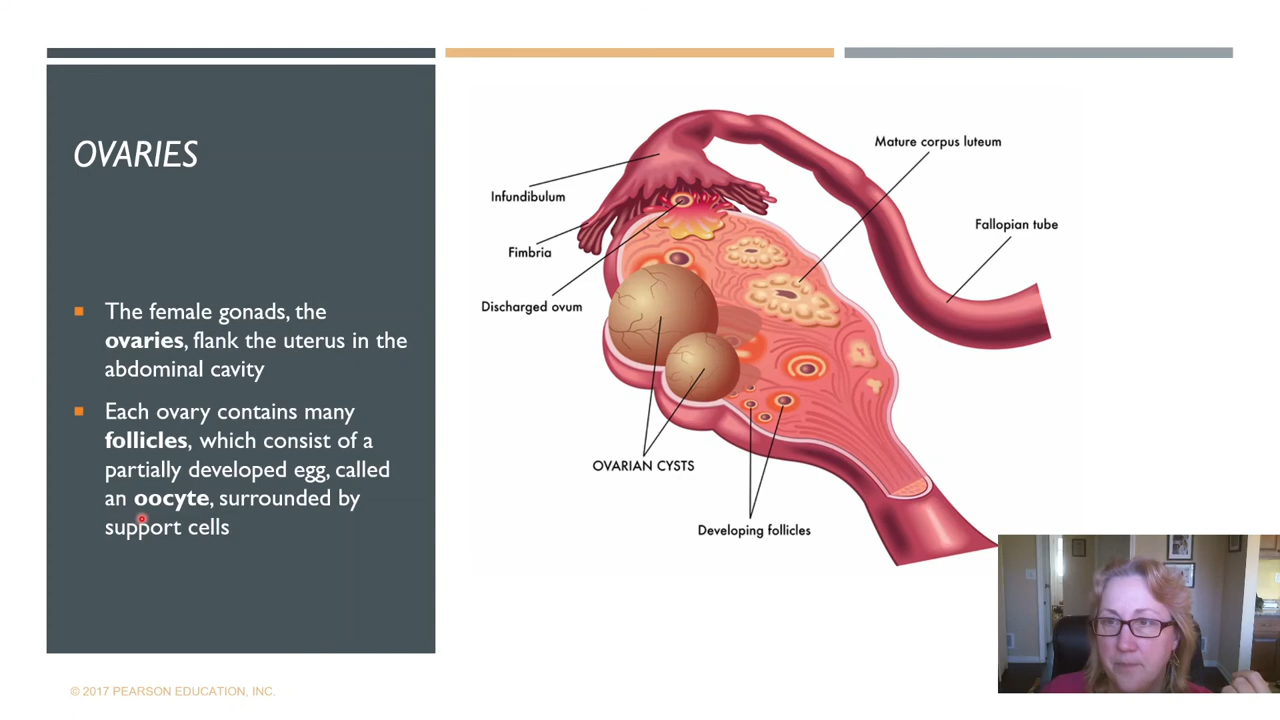 OVARIES
The female gonads, the
ovaries, flank the uterus in the
abdominal cavity
Each ovary contains many
follicles, which consist of a
partially developed egg, called
an oocyte, surrounded by
support cells
Mature corpus luteum
Infundibulum
Fallopian tube
Fimbria
Discharged ovum
OVARIAN CYSTS
Developing follicles
© 2017 PEARSON EDUCATION, INC.